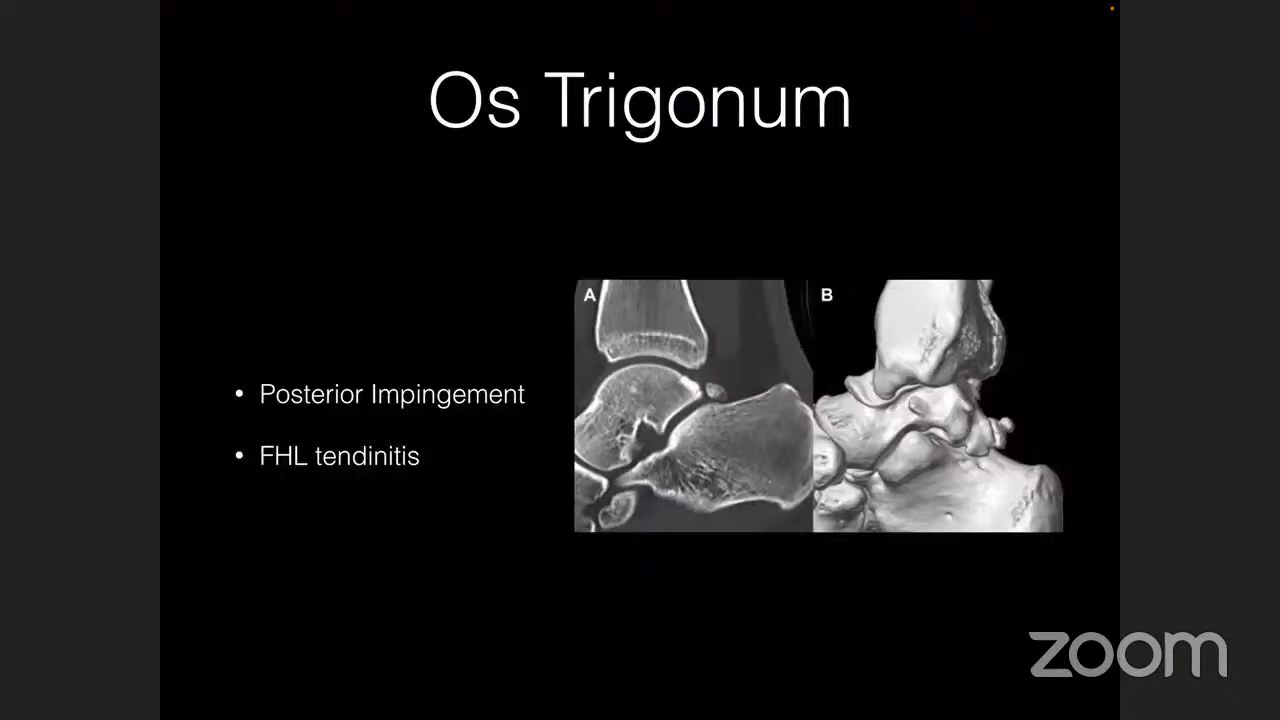 Os Trigonum
A
B
• Posterior Impingement
• FHL tendinitis
zoom